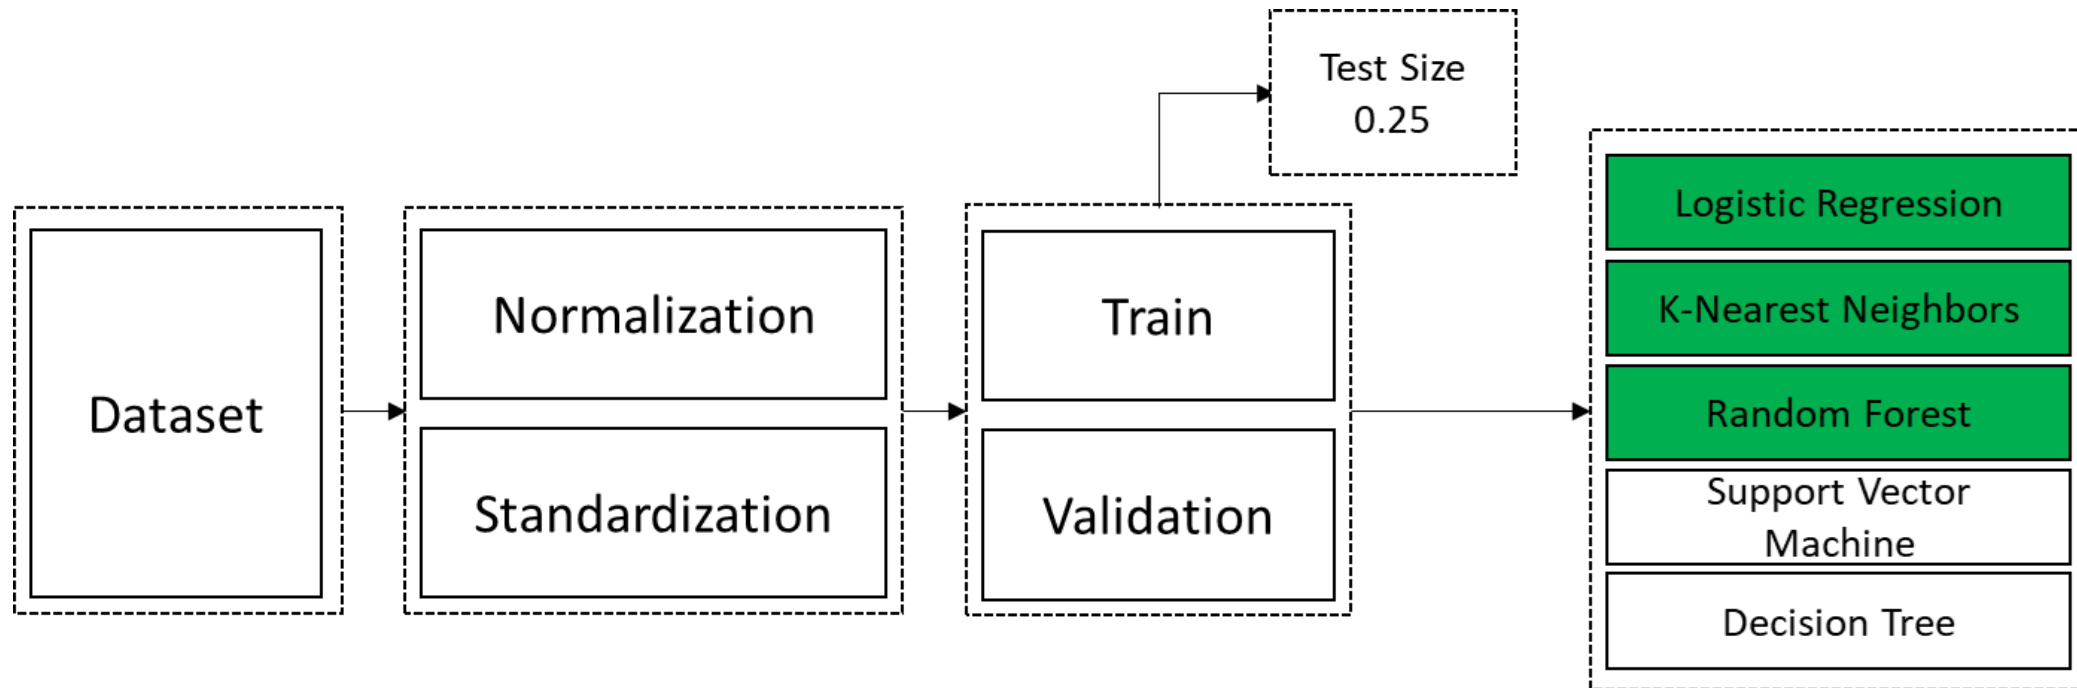 Dataset
Normalization
Standardization
Train
Validation
Test Size
0.25
Logistic Regression
K-Nearest Neighbors
Random Forest
Support Vector
Machine
Decision Tree